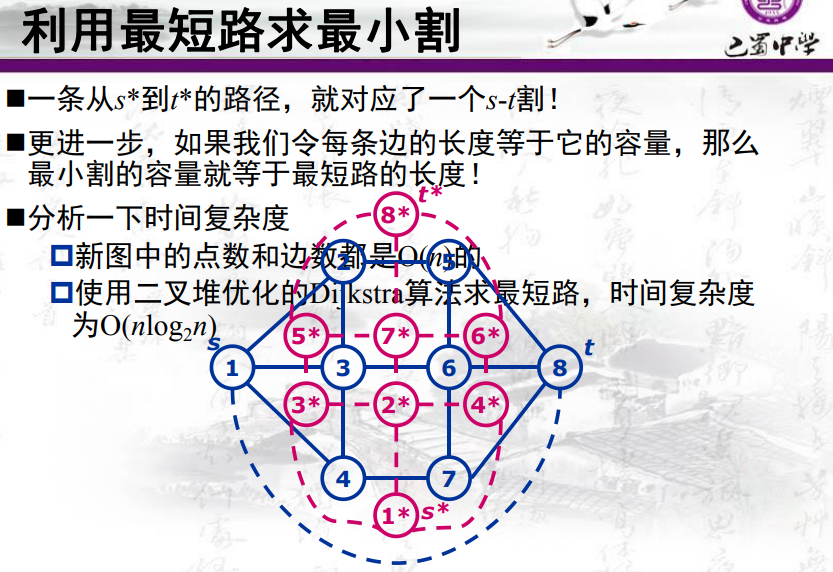 利用最短路求最小割
巴蜀中学
■一条从s*到t*的路径，就对应了一个s-t割！
■更进一步，如果我们令每条边的长度等于它的容量，那么
最小割的容量就等于最短路的长度！
■分析一下时间复杂度
新图中的点数和边数都是O(n)的
使用二叉堆优化的Dijkstra算法求最短路，时间复杂度
为O(nlog₂n)
t*
8*
2 5
5* 7* 6*
s t
1 3 6 8
3* 2* 4*
4 7
1* s*